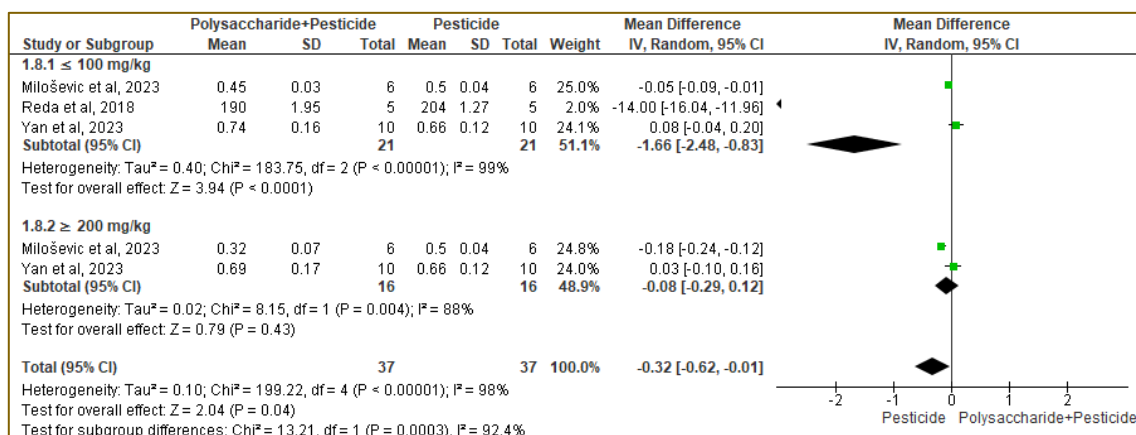 Polysaccharide+Pesticide Pesticide Mean Difference Mean Difference
Study or Subgroup Mean SD Total Mean SD Total Weight IV, Random, 95% CI IV, Random, 95% CI
1.8.1 ≤ 100 mg/kg
Miloševic et al, 2023 0.45 0.03 6 0.5 0.04 6 25.0% -0.05 [-0.09, -0.01]
Reda et al, 2018 190 1.95 5 204 1.27 5 2.0% -14.00 [-16.04, -11.96]
Yan et al, 2023 0.74 0.16 10 0.66 0.12 10 24.1% 0.08 [-0.04, 0.20]
Subtotal (95% CI) 21 21 51.1% -1.66 [-2.48, -0.83]
Heterogeneity: Tau² = 0.40; Chi² = 183.75, df = 2 (P < 0.00001); I² = 99%
Test for overall effect: Z = 3.94 (P < 0.0001)
1.8.2 ≥ 200 mg/kg
Miloševic et al, 2023 0.32 0.07 6 0.5 0.04 6 24.8% -0.18 [-0.24, -0.12]
Yan et al, 2023 0.69 0.17 10 0.66 0.12 10 24.0% 0.03 [-0.10, 0.16]
Subtotal (95% CI) 16 16 48.9% -0.08 [-0.29, 0.12]
Heterogeneity: Tau² = 0.02; Chi² = 8.15, df = 1 (P = 0.004); I² = 88%
Test for overall effect: Z = 0.79 (P = 0.43)
Total (95% CI) 37 37 100.0% -0.32 [-0.62, -0.01]
Heterogeneity: Tau² = 0.10; Chi² = 199.22, df = 4 (P < 0.00001); I² = 98%
Test for overall effect: Z = 2.04 (P = 0.04)
Test for subgroup differences: Chi² = 13.21, df = 1 (P = 0.0003), I² = 92.4%
-2 -1 0 1 2
Pesticide Polysaccharide+Pesticide